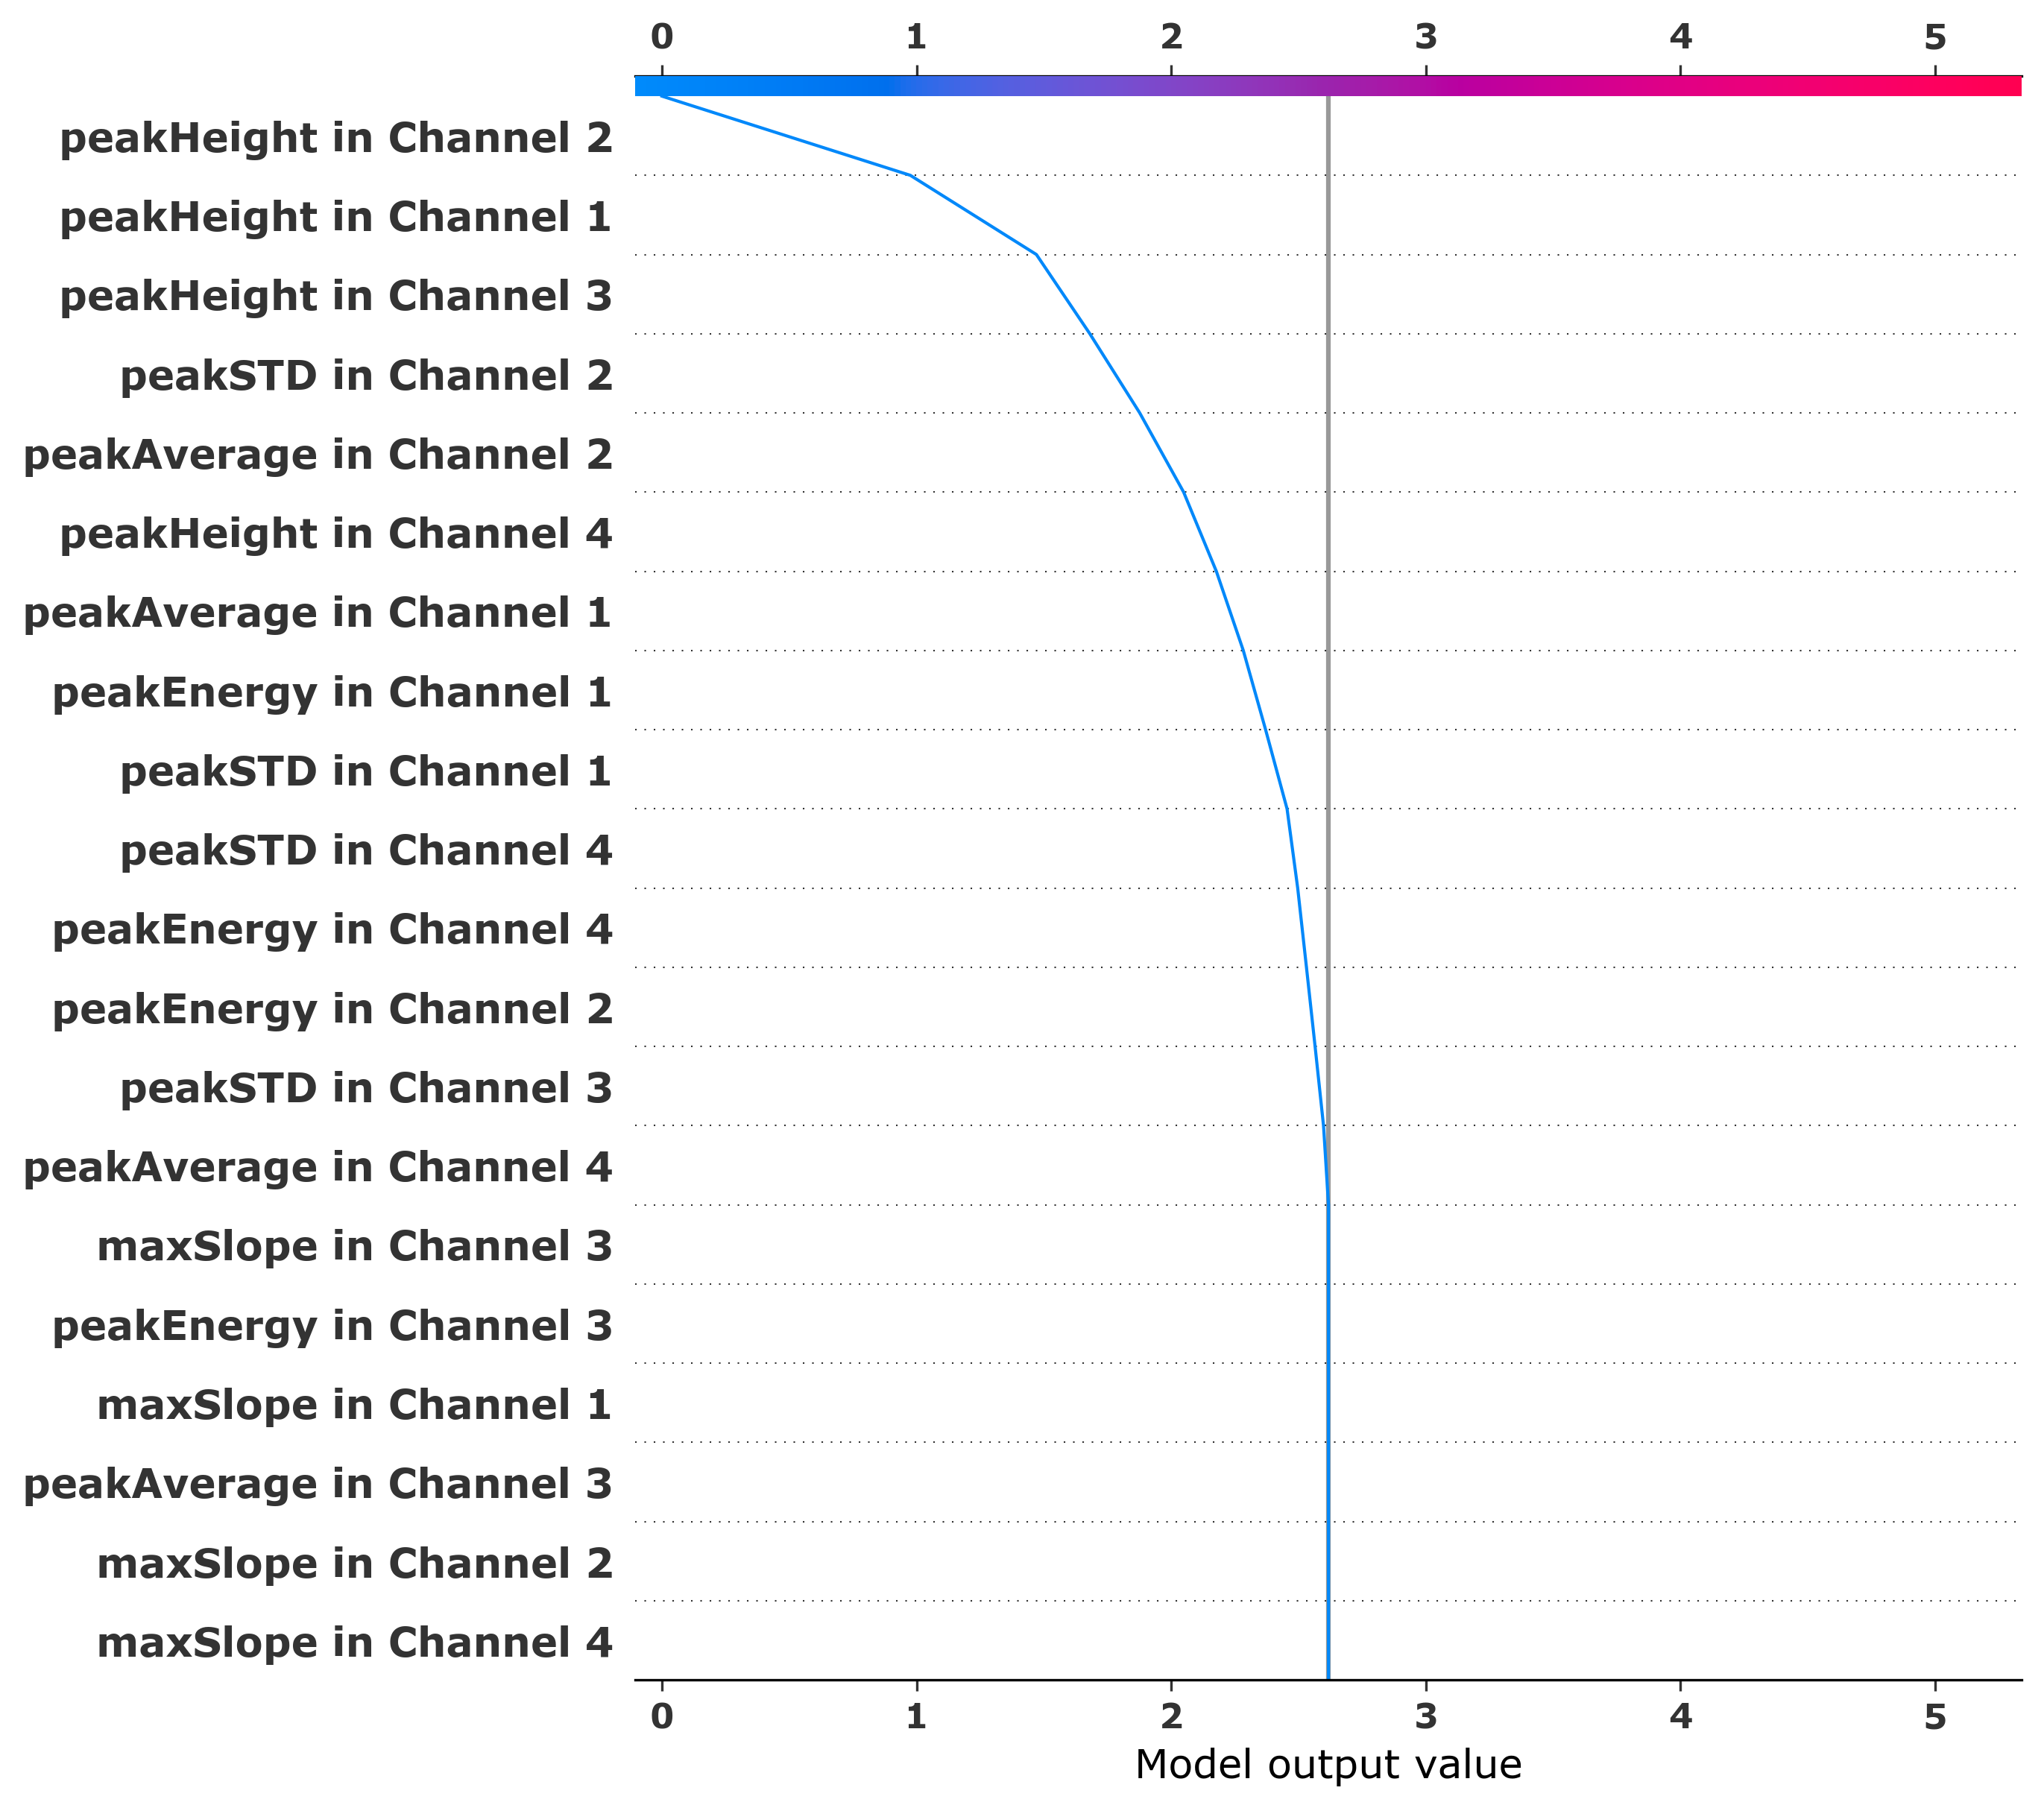 0 1 2 3 4 5
peakHeight in Channel 2
peakHeight in Channel 1
peakHeight in Channel 3
peakSTD in Channel 2
peakAverage in Channel 2
peakHeight in Channel 4
peakAverage in Channel 1
peakEnergy in Channel 1
peakSTD in Channel 1
peakSTD in Channel 4
peakEnergy in Channel 4
peakEnergy in Channel 2
peakSTD in Channel 3
peakAverage in Channel 4
maxSlope in Channel 3
peakEnergy in Channel 3
maxSlope in Channel 1
peakAverage in Channel 3
maxSlope in Channel 2
maxSlope in Channel 4
0 1 2 3 4 5
Model output value